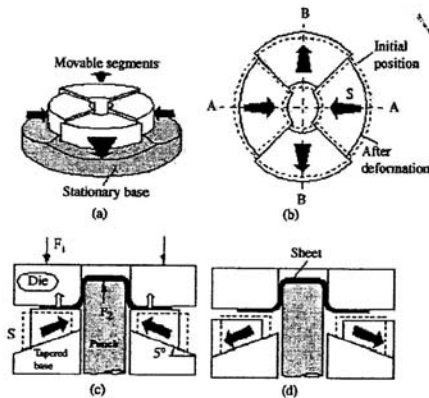 Movable segments
Stationary base
(a)
B
Initial
position
S
A
A
After
deformation
B
(b)
F₁
Die
S
F₂
Punch
Tapered
base
5°
(c)
Sheet
(d)